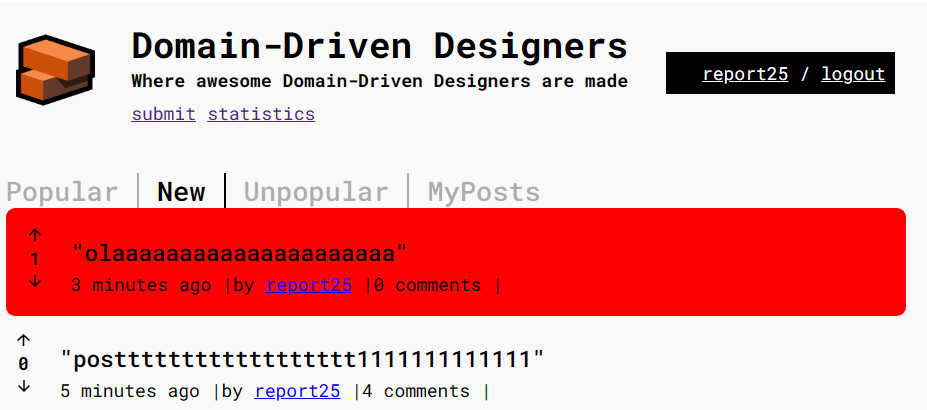 Domain-Driven Designers
Where awesome Domain-Driven Designers are made
submit statistics
report25 / logout
Popular | New | Unpopular | MyPosts
↑
1
↓
"olaaaaaaaaaaaaaaaaaaaaa"
3 minutes ago |by report25 |0 comments |
↑
0
↓
"postttttttttttttttttt1111111111111"
5 minutes ago |by report25 |4 comments |